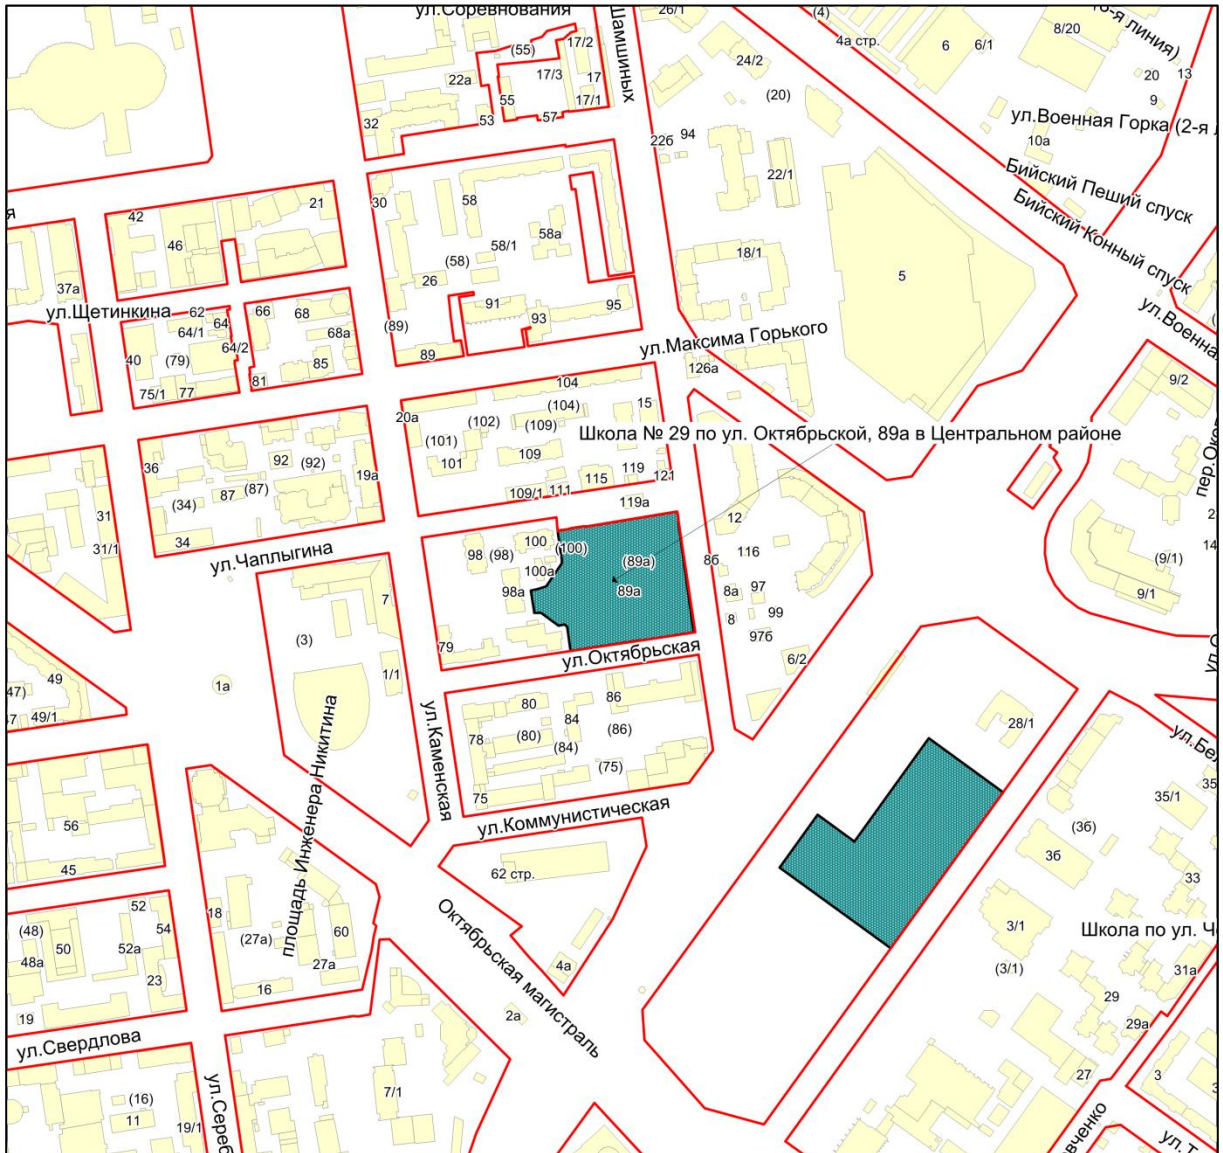 ул.Соревнования
26/1
(4)
6
6/1
8/20
4а стр.
Шамшиных
17/2
(55)
24/2
22а
17/3
17
20
13
55
17/1
(20)
9
32
53
57
94
22б
10а
ул.Военная Горка (2-я
22/1
Бийский Пеший спуск
21
30
58
42
Бийский Конный спуск
46
58а
58/1
18/1
(58)
5
37а
26
ул.Щетинкина
62
66
68
91
95
93
64
64/1
68а
(89)
ул.Максима Горького
64/2
(79)
40
85
89
126а
9/2
81
104
75/1
77
20а
(104)
15
(102)
(109)
(101)
Школа № 29 по ул. Октябрьской, 89а в Центральном районе
101
109
36
92
(92)
19а
115
119
121
(34)
87
(87)
109/1
111
119а
31
12
31/1
34
ул.Чаплыгина
98
(98)
100
(100)
116
14
(9/1)
8б
(89а)
100а
89а
98а
8а
97
9/1
7
99
8
(3)
97б
79
ул.Октябрьская
6/2
49
1/1
1а
49/1
80
86
28/1
84
78
(80)
(86)
(84)
ул.Каменская
площадь Инженера Никитина
(75)
75
35/1
ул.Коммунистическая
56
(3б)
3б
45
62 стр.
33
52
18
54
Октябрьская магистраль
(48)
50
52а
(27а)
60
3/1
Школа по ул.
48а
27а
4а
(3/1)
31а
23
16
29
19
2а
29а
ул.Свердлова
27
3
7/1
(16)
11
19/1